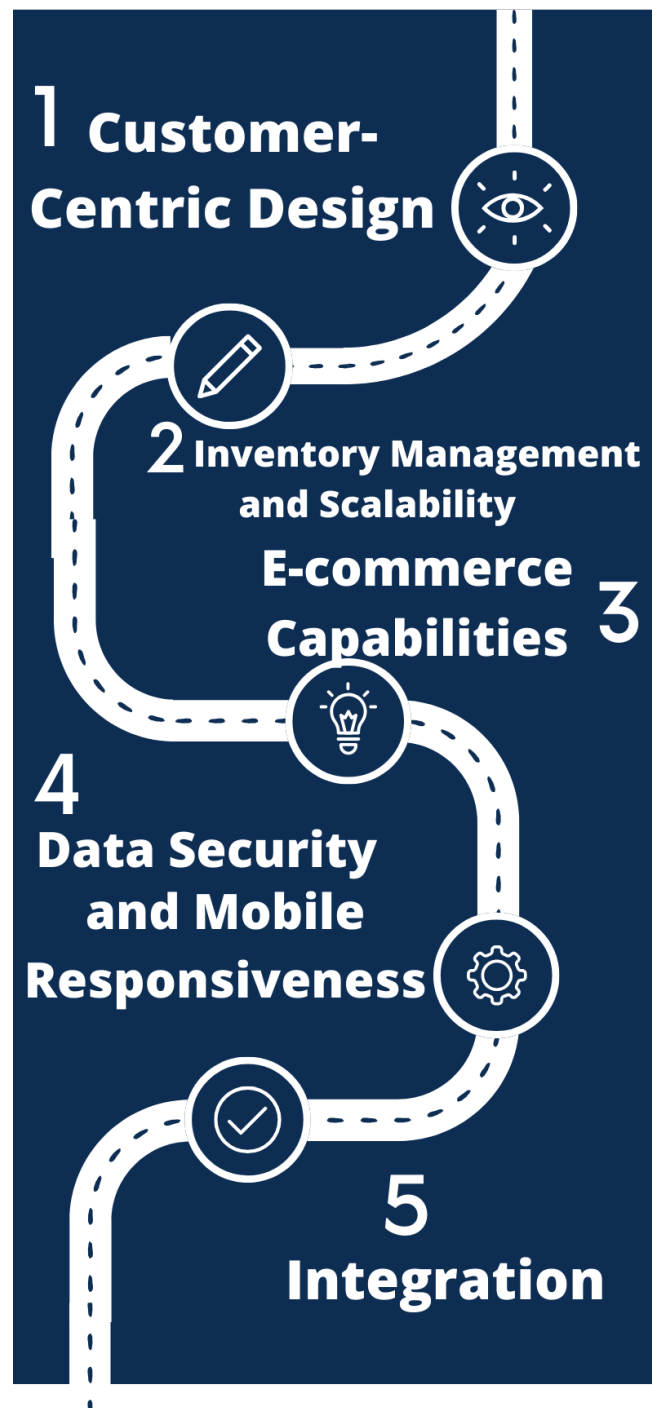 1 Customer-
Centric Design
2 Inventory Management
and Scalability
E-commerce
Capabilities 3
4
Data Security
and Mobile
Responsiveness
5
Integration